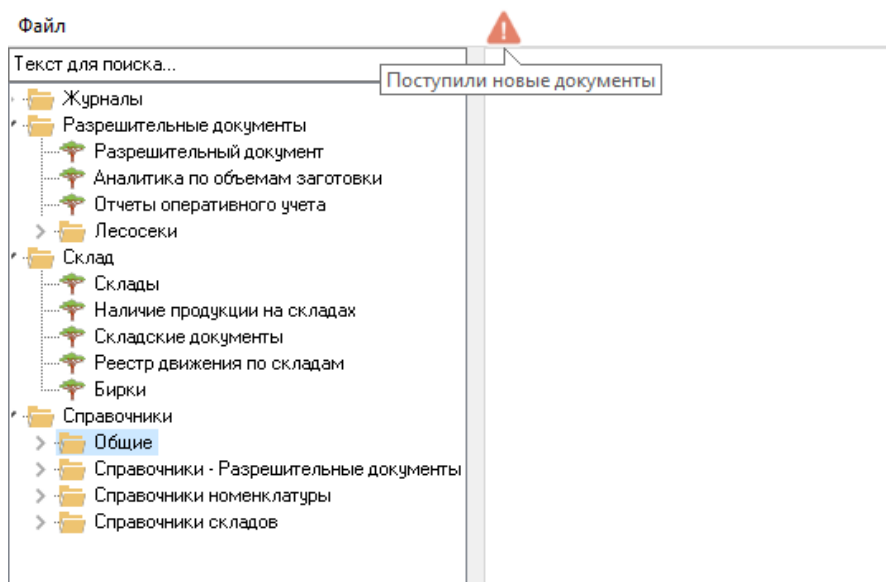 Файл
Текст для поиска...
Поступили новые документы
Журналы
Разрешительные документы
Разрешительный документ
Аналитика по объемам заготовки
Отчеты оперативного учета
Лесосеки
Склад
Склады
Наличие продукции на складах
Складские документы
Реестр движения по складам
Бирки
Справочники
Общие
Справочники - Разрешительные документы
Справочники номенклатуры
Справочники складов